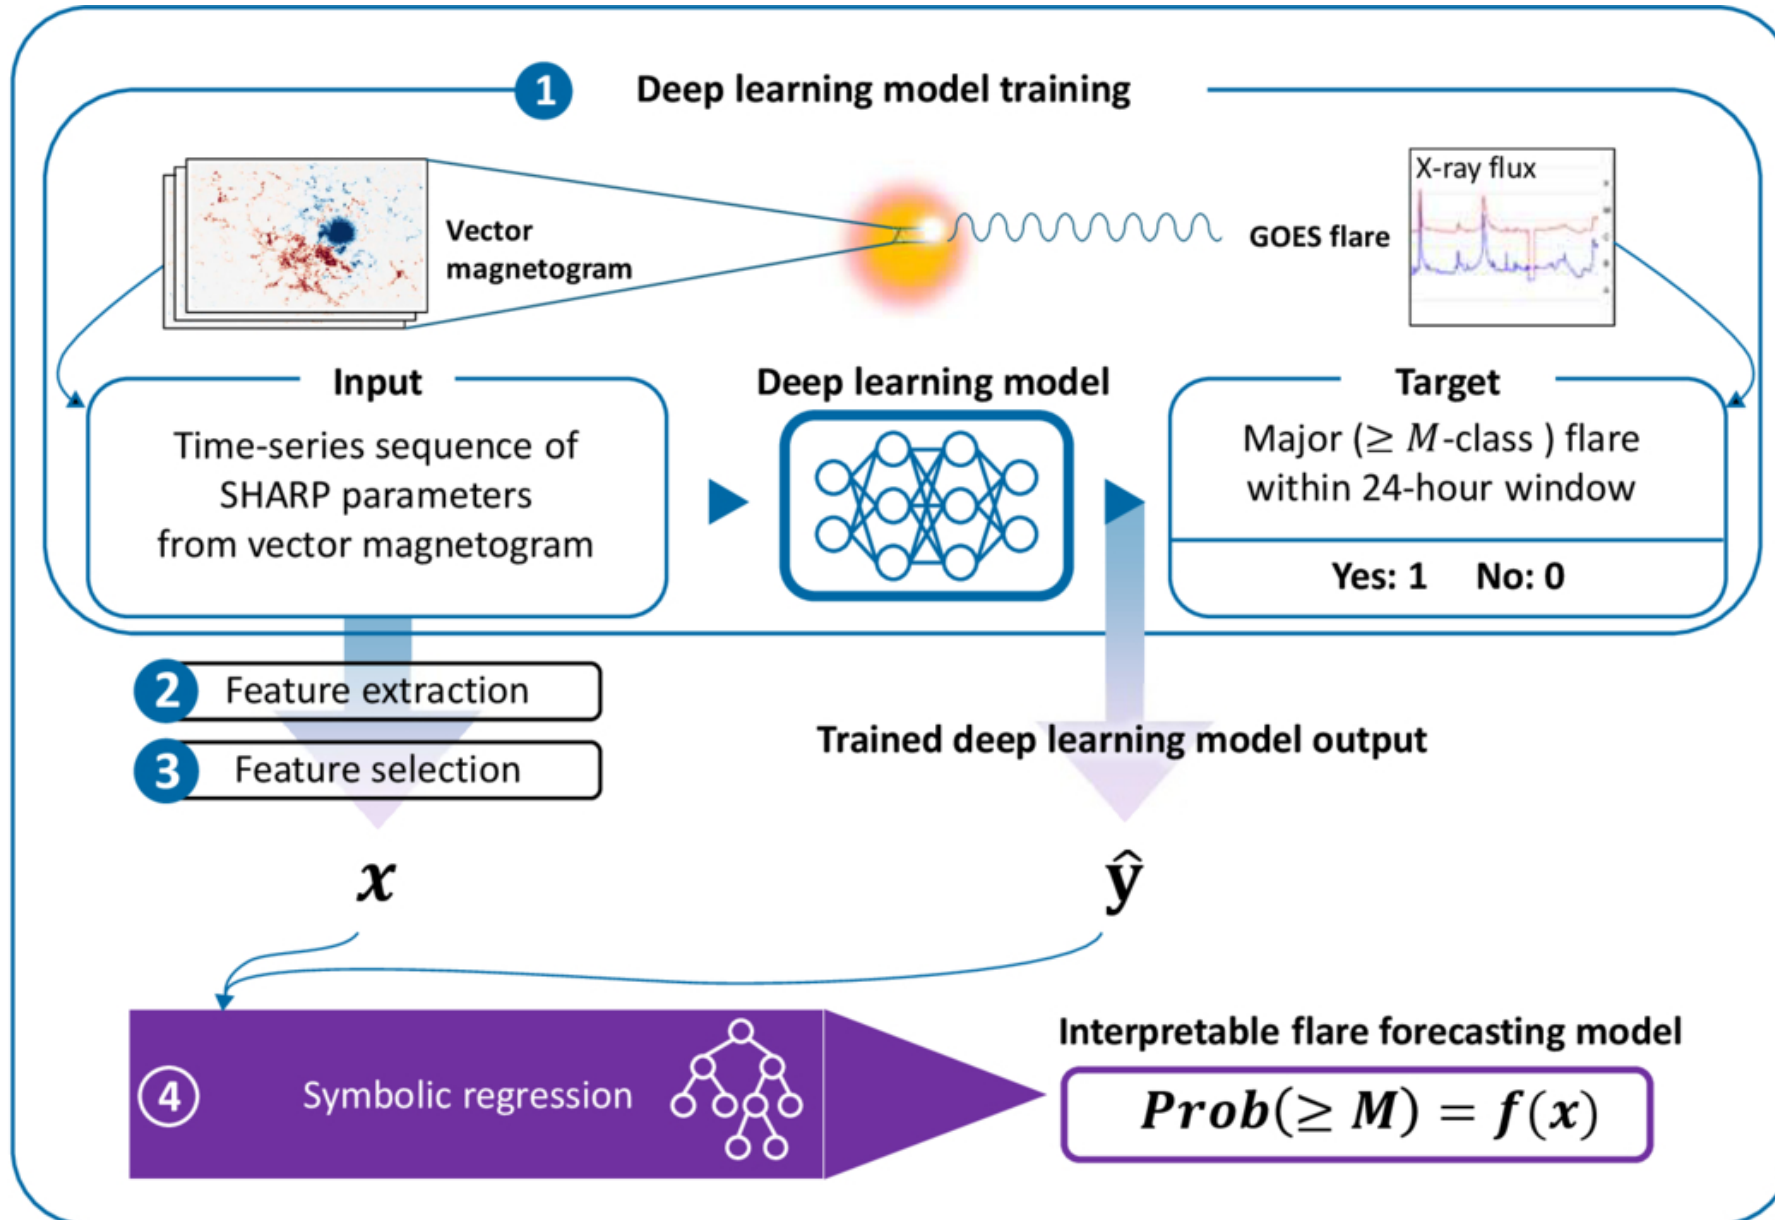 1 Deep learning model training
Vector
magnetogram
GOES flare
X-ray flux
Input
Time-series sequence of
SHARP parameters
from vector magnetogram
Deep learning model
Target
Major (≥ M-class ) flare
within 24-hour window
Yes: 1 No: 0
2 Feature extraction
3 Feature selection
Trained deep learning model output
x
ŷ
4 Symbolic regression
Interpretable flare forecasting model
Prob(≥ M) = f(x)